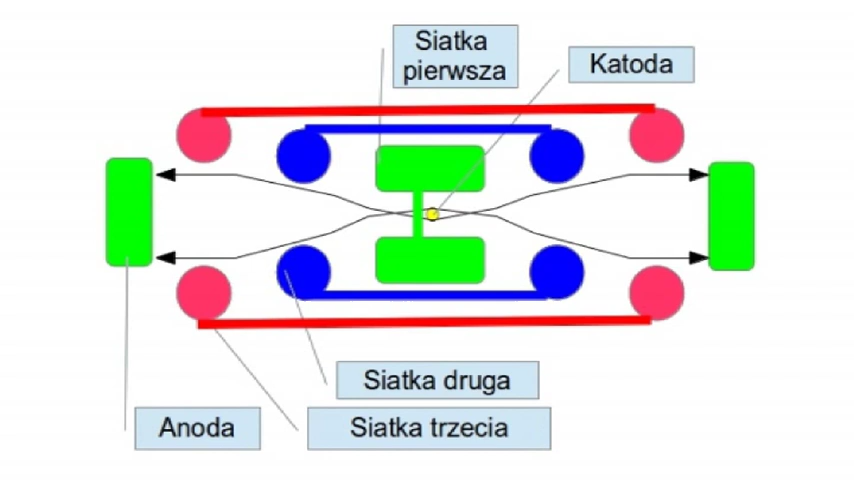 Siatka
pierwsza
Katoda
Siatka druga
Anoda
Siatka trzecia